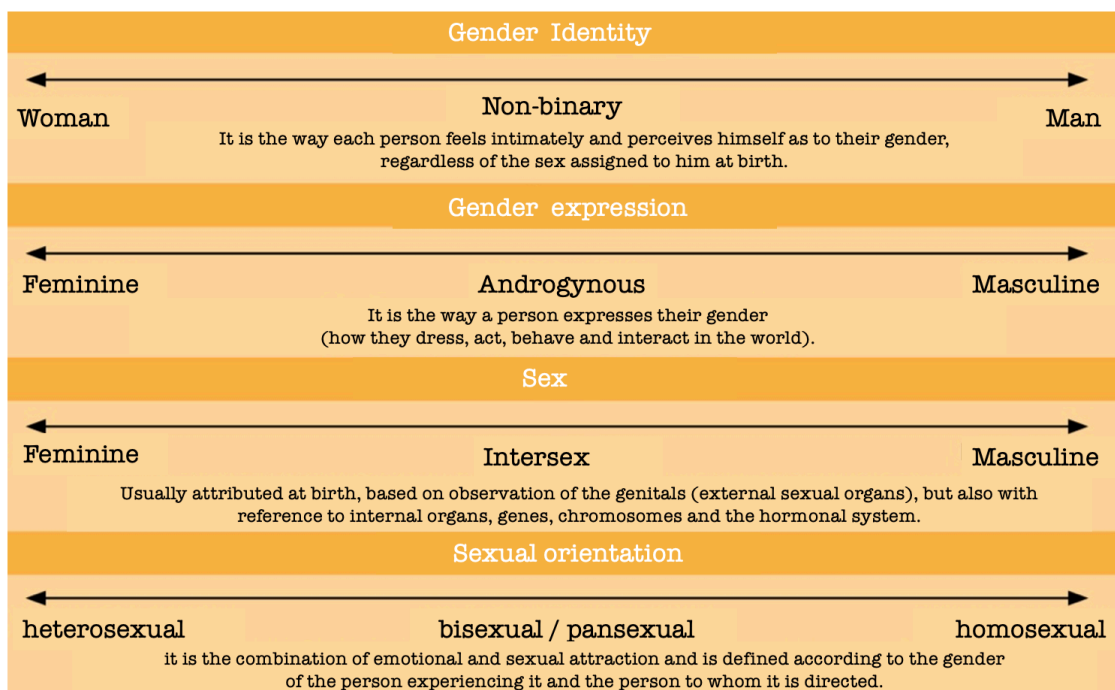 Gender Identity
Woman Non-binary Man
It is the way each person feels intimately and perceives himself as to their gender,
regardless of the sex assigned to him at birth.
Gender expression
Feminine Androgynous Masculine
It is the way a person expresses their gender
(how they dress, act, behave and interact in the world).
Sex
Feminine Intersex Masculine
Usually attributed at birth, based on observation of the genitals (external sexual organs), but also with
reference to internal organs, genes, chromosomes and the hormonal system.
Sexual orientation
heterosexual bisexual / pansexual homosexual
it is the combination of emotional and sexual attraction and is defined according to the gender
of the person experiencing it and the person to whom it is directed.